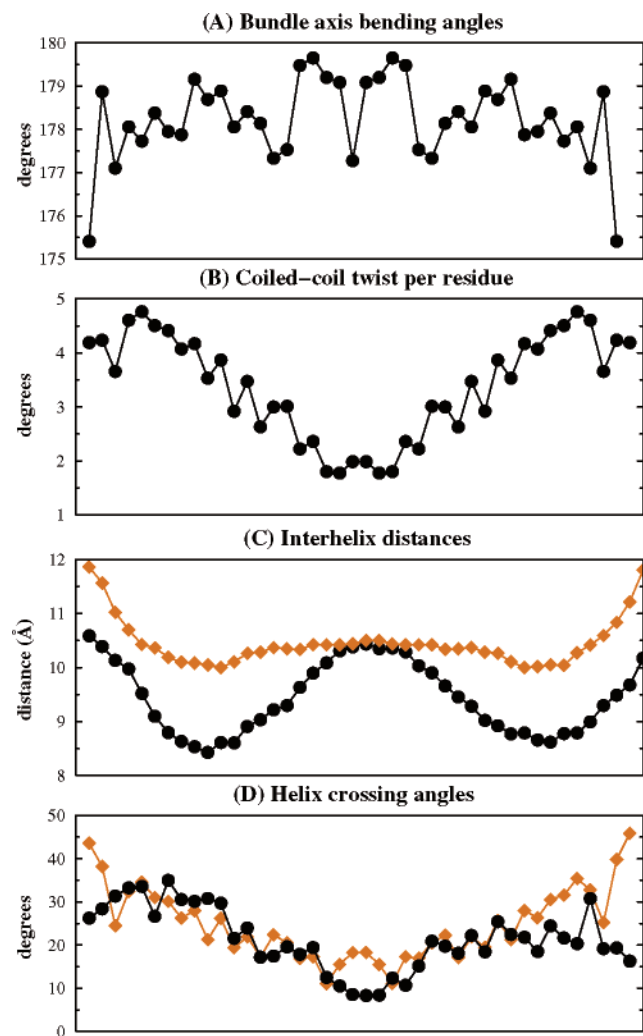 (A) Bundle axis bending angles
180
179
178
177
176
175
degrees
(B) Coiled-coil twist per residue
5
4
3
2
1
degrees
(C) Interhelix distances
12
11
10
9
8
distance (Å)
(D) Helix crossing angles
50
40
30
20
10
0
degrees